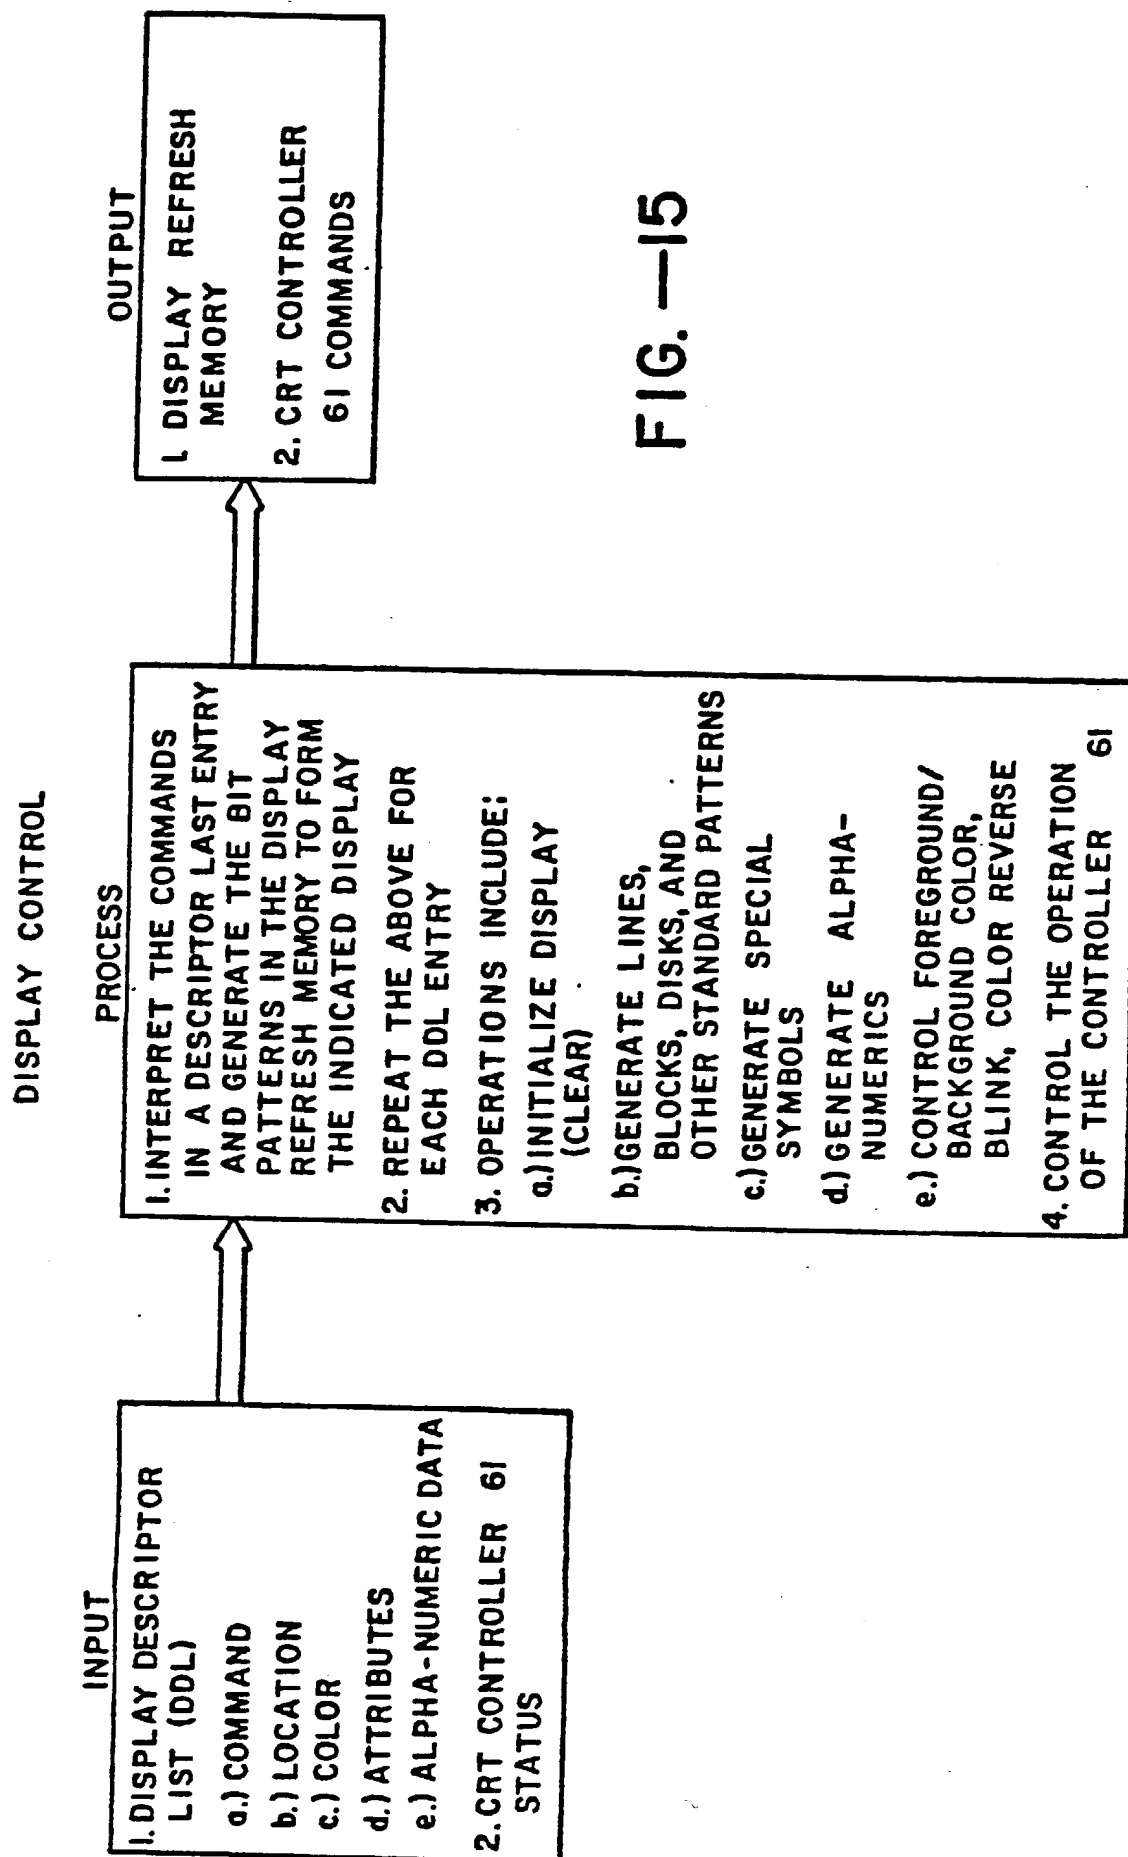 DISPLAY CONTROL
INPUT
1. DISPLAY DESCRIPTOR
LIST (DDL)
a.) COMMAND
b.) LOCATION
c.) COLOR
d.) ATTRIBUTES
e.) ALPHA-NUMERIC DATA
2. CRT CONTROLLER 61
STATUS
PROCESS
1. INTERPRET THE COMMANDS
IN A DESCRIPTOR LAST ENTRY
AND GENERATE THE BIT
PATTERNS IN THE DISPLAY
REFRESH MEMORY TO FORM
THE INDICATED DISPLAY
2. REPEAT THE ABOVE FOR
EACH DDL ENTRY
3. OPERATIONS INCLUDE:
a.) INITIALIZE DISPLAY
(CLEAR)
b.) GENERATE LINES,
BLOCKS, DISKS, AND
OTHER STANDARD PATTERNS
c.) GENERATE SPECIAL
SYMBOLS
d.) GENERATE ALPHA-
NUMERICS
e.) CONTROL FOREGROUND/
BACKGROUND COLOR,
BLINK, COLOR REVERSE
4. CONTROL THE OPERATION
OF THE CONTROLLER 61
OUTPUT
1. DISPLAY REFRESH
MEMORY
2. CRT CONTROLLER
61 COMMANDS
FIG.—15